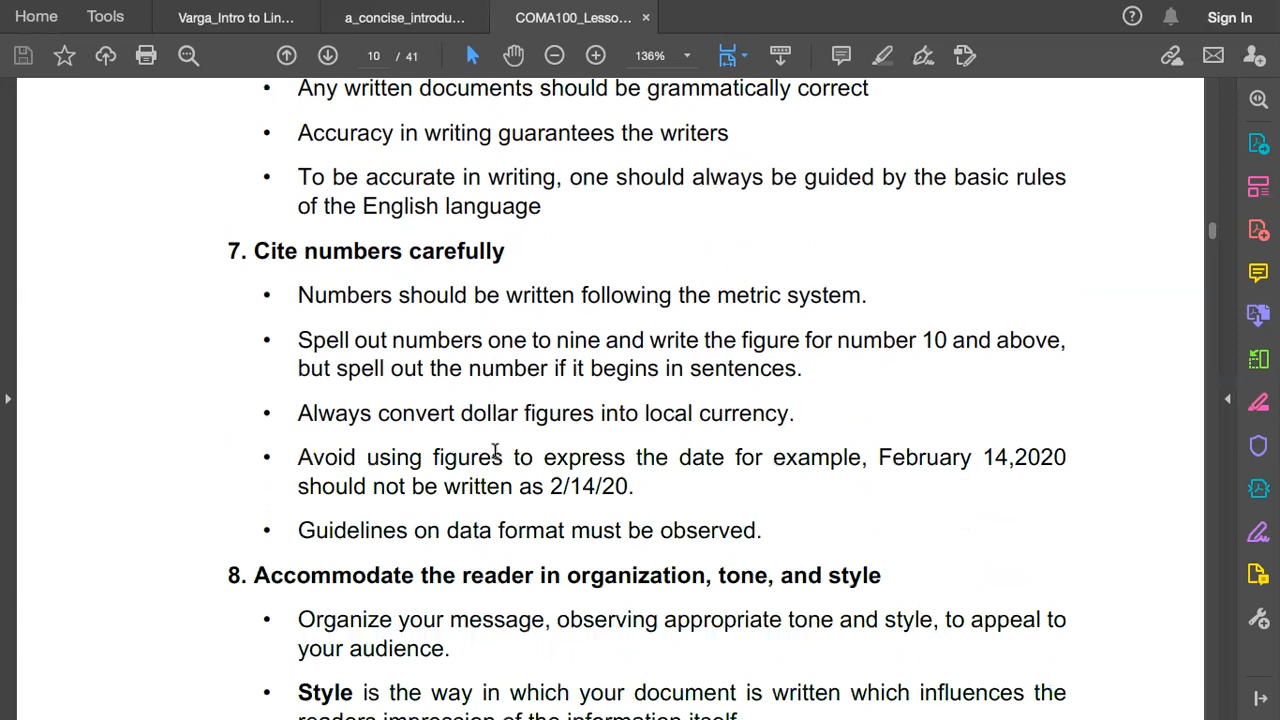 Home Tools Varga_Intro to Lin... a_concise_introdu... COMA100_Lesso... × Sign In
10 / 41 136%
• Any written documents should be grammatically correct
• Accuracy in writing guarantees the writers
• To be accurate in writing, one should always be guided by the basic rules
of the English language
7. Cite numbers carefully
• Numbers should be written following the metric system.
• Spell out numbers one to nine and write the figure for number 10 and above,
but spell out the number if it begins in sentences.
• Always convert dollar figures into local currency.
• Avoid using figures to express the date for example, February 14,2020
should not be written as 2/14/20.
• Guidelines on data format must be observed.
8. Accommodate the reader in organization, tone, and style
• Organize your message, observing appropriate tone and style, to appeal to
your audience.
• Style is the way in which your document is written which influences the
readers impression of the information itself